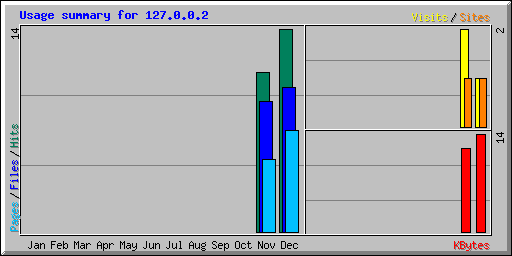 Usage summary for 127.0.0.2
Visits/Sites
14
2
Pages/Files/Hits
14
Jan Feb Mar Apr May Jun Jul Aug Sep Oct Nov Dec
KBytes